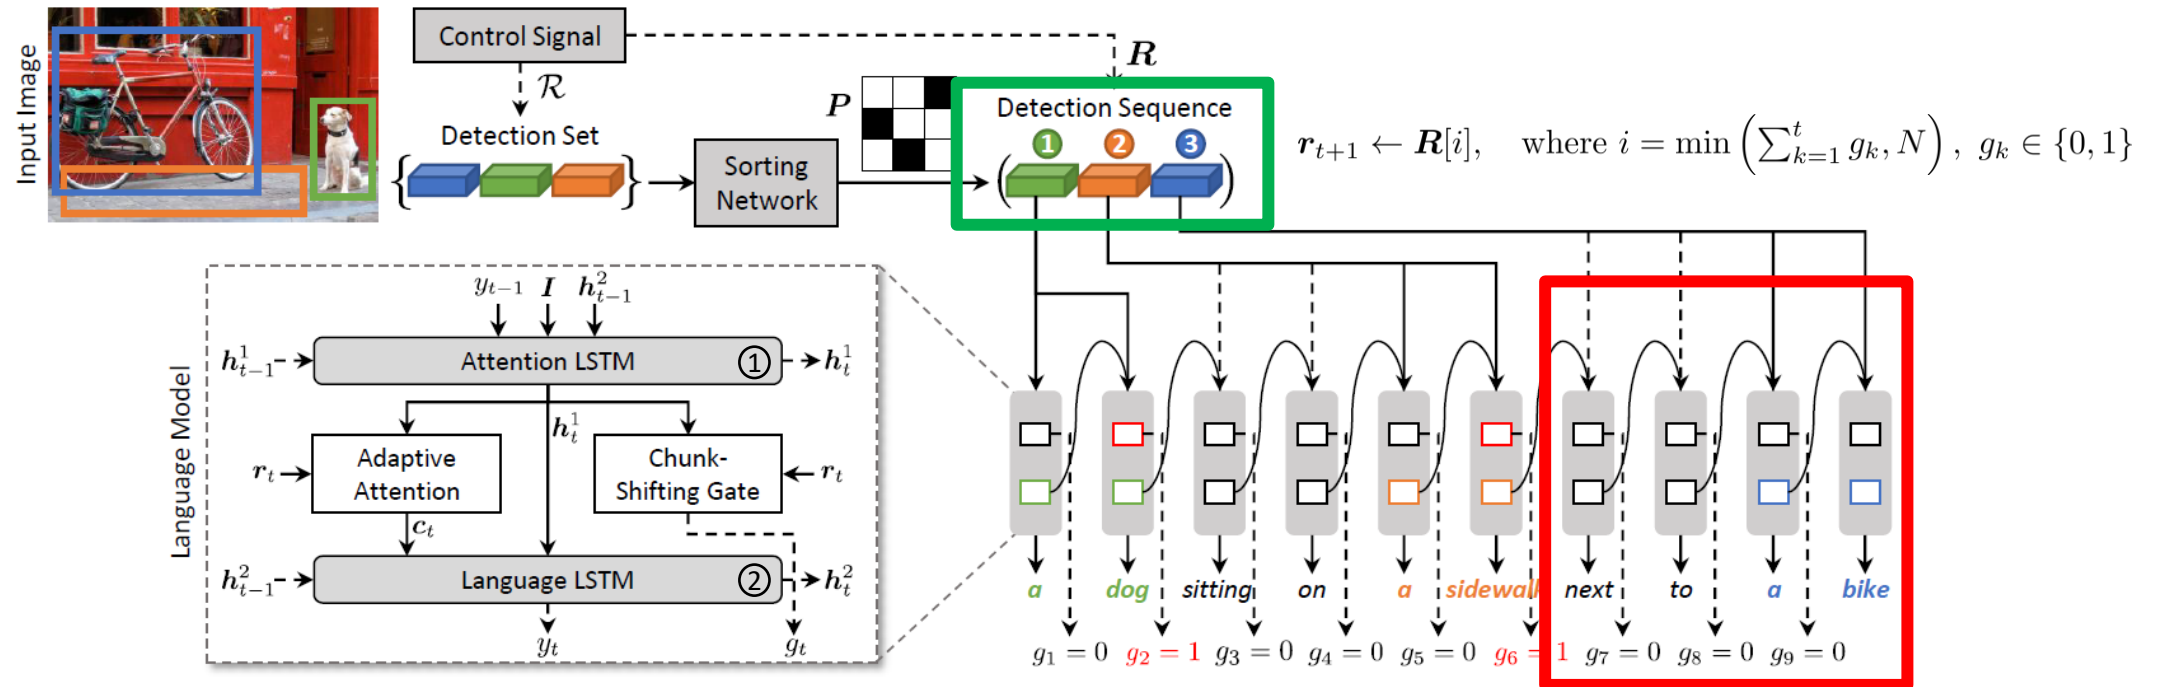 Input Image
Control Signal
R
R
Detection Set
{ }
Sorting
Network
P
Detection Sequence
1 2 3
( )
r_{t+1} ← R[i], where i = min (∑_{k=1}^{t} g_k, N), g_k ∈ {0, 1}
Language Model
y_{t−1} I h^2_{t−1}
h^1_{t−1} Attention LSTM ① h^1_t
h^1_t
r_t Adaptive
Attention
Chunk-
Shifting Gate r_t
c_t
h^2_{t−1} Language LSTM ② h^2_t
y_t g_t
a dog sitting on a sidewalk next to a bike
g_1 = 0 g_2 = 1 g_3 = 0 g_4 = 0 g_5 = 0 g_6 = 1 g_7 = 0 g_8 = 0 g_9 = 0